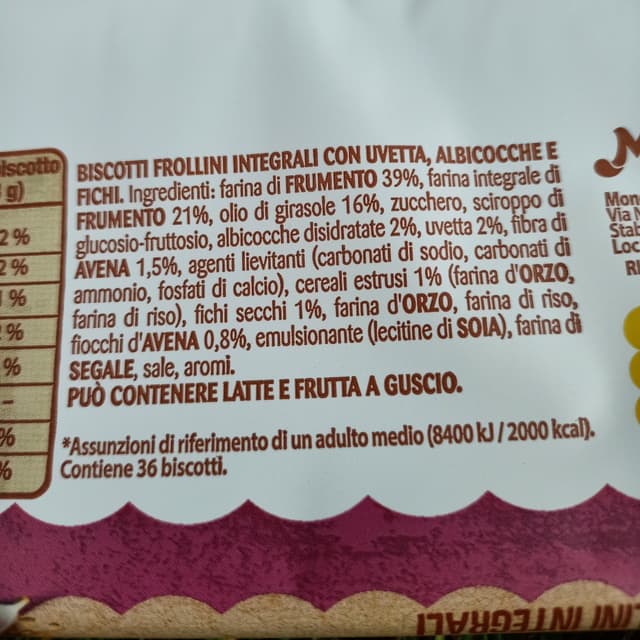 biscotto
g)
2%
2%
1%
%
%
-
%
%
BISCOTTI FROLLINI INTEGRALI CON UVETTA, ALBICOCCHE E
FICHI. Ingredienti: farina di FRUMENTO 39%, farina integrale di
FRUMENTO 21%, olio di girasole 16%, zucchero, sciroppo di
glucosio-fruttosio, albicocche disidratate 2%, uvetta 2%, fibra di
AVENA 1,5%, agenti lievitanti (carbonati di sodio, carbonati di
ammonio, fosfati di calcio), cereali estrusi 1% (farina d'ORZO,
farina di riso), fichi secchi 1%, farina d'ORZO, farina di riso,
fiocchi d'AVENA 0,8%, emulsionante (lecitine di SOIA), farina di
SEGALE, sale, aromi.
PUÒ CONTENERE LATTE E FRUTTA A GUSCIO.
*Assunzioni di riferimento di un adulto medio (8400 kJ / 2000 kcal).
Contiene 36 biscotti.
M
Mon
Via
Stab
Loc
INI INTEGRALI